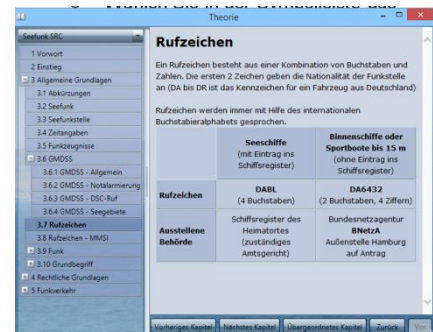 Theorie
Seefunk SRC
1 Vorwort
2 Einstieg
3 Allgemeine Grundlagen
3.1 Abkürzungen
3.2 Seefunk
3.3 Seefunkstelle
3.4 Zeitangaben
3.5 Funkzeugnisse
3.6 GMDSS
3.6.1 GMDSS - Allgemein
3.6.2 GMDSS - Notalarmierung
3.6.3 GMDSS - DSC-Ruf
3.6.4 GMDSS - Seegebiete
3.7 Rufzeichen
3.8 Rufzeichen - MMSI
3.9 Funk
3.10 Grundbegriff
4 Rechtliche Grundlagen
5 Funkverkehr
Rufzeichen
Ein Rufzeichen besteht aus einer Kombination von Buchstaben und
Zahlen. Die ersten 2 Zeichen geben die Nationalität der Funkstelle
an (DA bis DR ist das Kennzeichen für ein Fahrzeug aus Deutschland)
Rufzeichen werden immer mit Hilfe des internationalen
Buchstabieralphabets gesprochen.
Seeschiffe
(mit Eintrag ins
Schiffsregister)
Binnenschiffe oder
Sportboote bis 15 m
(ohne Eintrag ins
Schiffsregister)
Rufzeichen
DABL
(4 Buchstaben)
DA6432
(2 Buchstaben, 4 Ziffern)
Ausstellene
Behörde
Schiffsregister des
Heimatortes
(zuständiges
Amtsgericht)
Bundesnetzagentur
BNetzA
Außenstelle Hamburg
auf Antrag
Vorheriges Kapitel
Nächstes Kapitel
Übergeordnetes Kapitel
Zurück